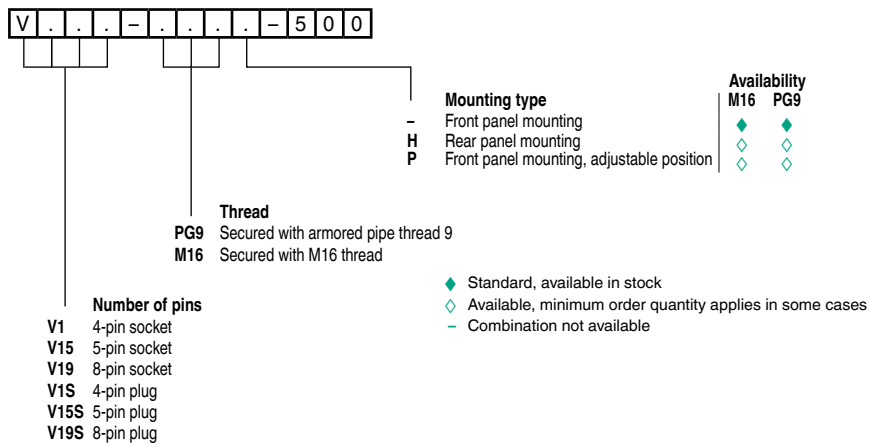 V . . . – . . . . – 5 0 0
Availability
Mounting type M16 PG9
– Front panel mounting ◆ ◆
H Rear panel mounting ◇ ◇
P Front panel mounting, adjustable position ◇ ◇
Thread
PG9 Secured with armored pipe thread 9
M16 Secured with M16 thread
◆ Standard, available in stock
◇ Available, minimum order quantity applies in some cases
– Combination not available
Number of pins
V1 4-pin socket
V15 5-pin socket
V19 8-pin socket
V1S 4-pin plug
V15S 5-pin plug
V19S 8-pin plug